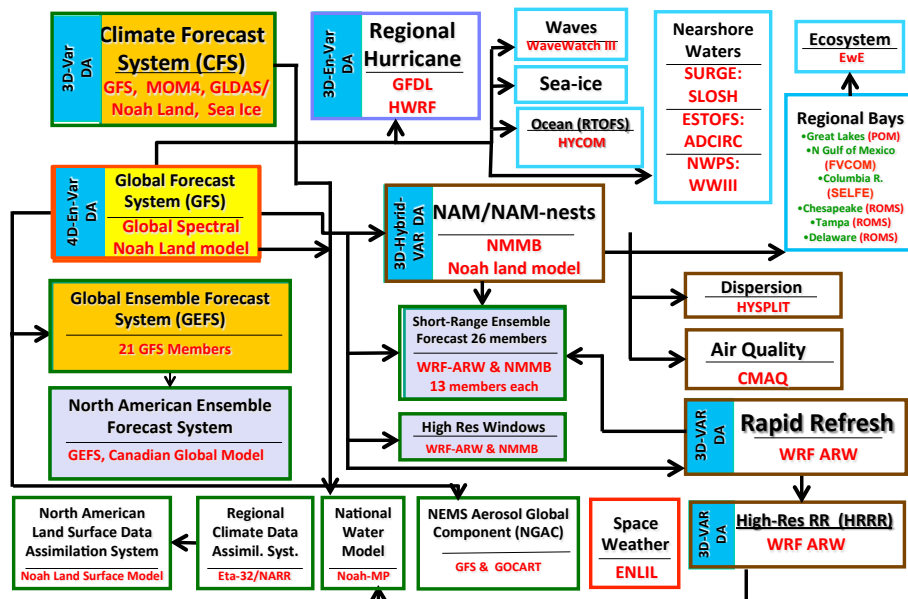 3D-Var
DA
Climate Forecast
System (CFS)
GFS, MOM4, GLDAS/
Noah Land, Sea Ice
3D-En-Var
DA
Regional
Hurricane
GFDL
HWRF
Waves
WaveWatch III
Sea-ice
Ocean (RTOFS)
HYCOM
Nearshore
Waters
SURGE:
SLOSH
ESTOFS:
ADCIRC
NWPS:
WWIII
Ecosystem
EwE
Regional Bays
•Great Lakes (POM)
•N Gulf of Mexico
(FVCOM)
•Columbia R.
(SELFE)
•Chesapeake (ROMS)
•Tampa (ROMS)
•Delaware (ROMS)
4D-En-Var
DA
Global Forecast
System (GFS)
Global Spectral
Noah Land model
3D-Hybrid-
VAR DA
NAM/NAM-nests
NMMB
Noah land model
Global Ensemble Forecast
System (GEFS)
21 GFS Members
Short-Range Ensemble
Forecast 26 members
WRF-ARW & NMMB
13 members each
Dispersion
HYSPLIT
Air Quality
CMAQ
North American Ensemble
Forecast System
GEFS, Canadian Global Model
High Res Windows
WRF-ARW & NMMB
3D-VAR
DA
Rapid Refresh
WRF ARW
North American
Land Surface Data
Assimilation System
Noah Land Surface Model
Regional
Climate Data
Assimil. Syst.
Eta-32/NARR
National
Water
Model
Noah-MP
NEMS Aerosol Global
Component (NGAC)
GFS & GOCART
Space
Weather
ENLIL
3D-VAR
DA
High-Res RR (HRRR)
WRF ARW